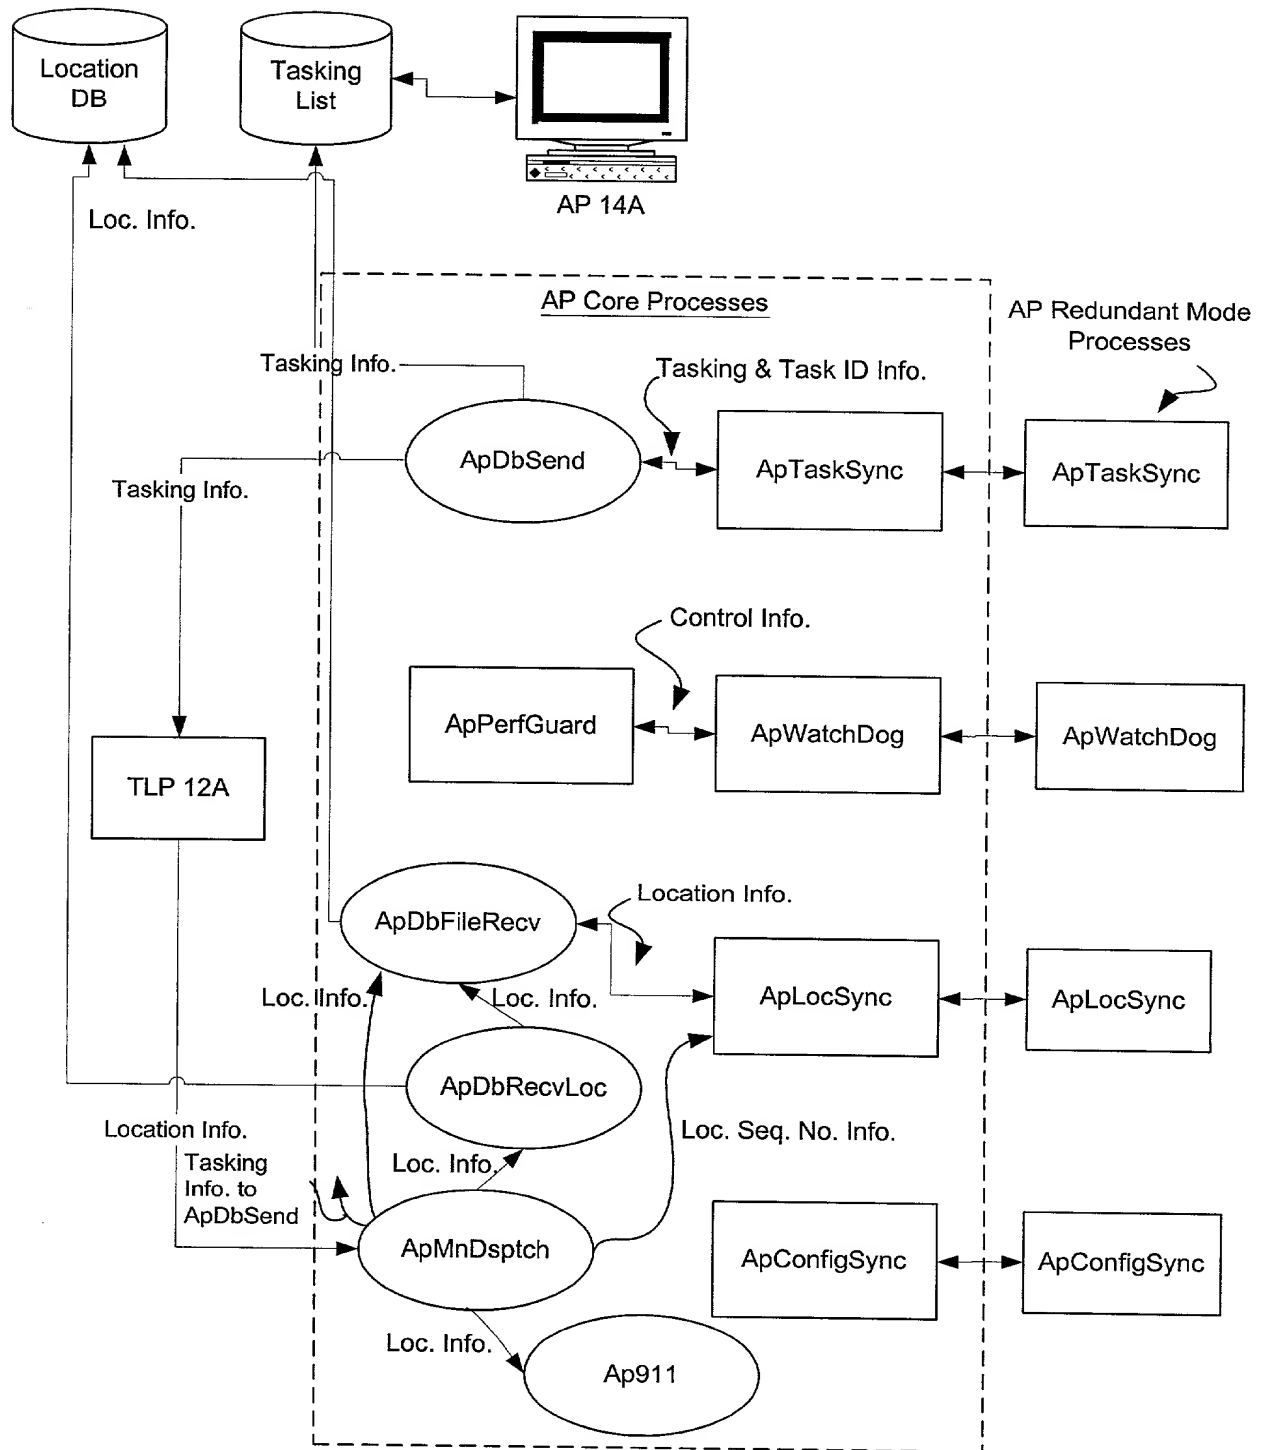 Location
DB
Tasking
List
AP 14A
Loc. Info.
AP Core Processes
AP Redundant Mode
Processes
Tasking Info.
Tasking & Task ID Info.
ApDbSend
ApTaskSync
ApTaskSync
Tasking Info.
Control Info.
ApPerfGuard
ApWatchDog
ApWatchDog
TLP 12A
Location Info.
ApDbFileRecv
Loc. Info.
Loc. Info.
ApLocSync
ApLocSync
ApDbRecvLoc
Location Info.
Loc. Seq. No. Info.
Tasking
Info. to
ApDbSend
Loc. Info.
ApMnDsptch
ApConfigSync
ApConfigSync
Loc. Info.
Ap911